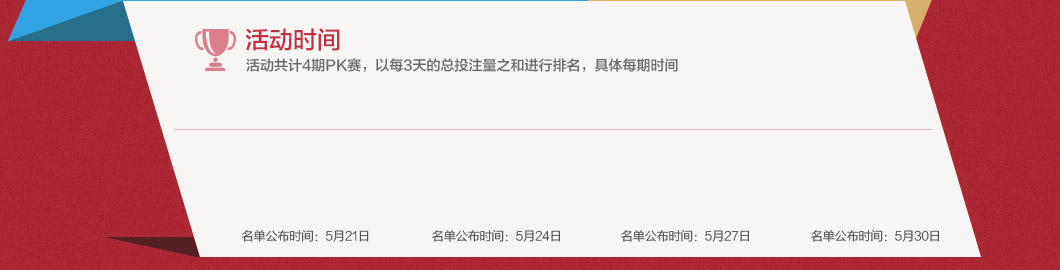 活动时间
活动共计4期PK赛，以每3天的总投注量之和进行排名，具体每期时间
名单公布时间：5月21日 名单公布时间：5月24日 名单公布时间：5月27日 名单公布时间：5月30日